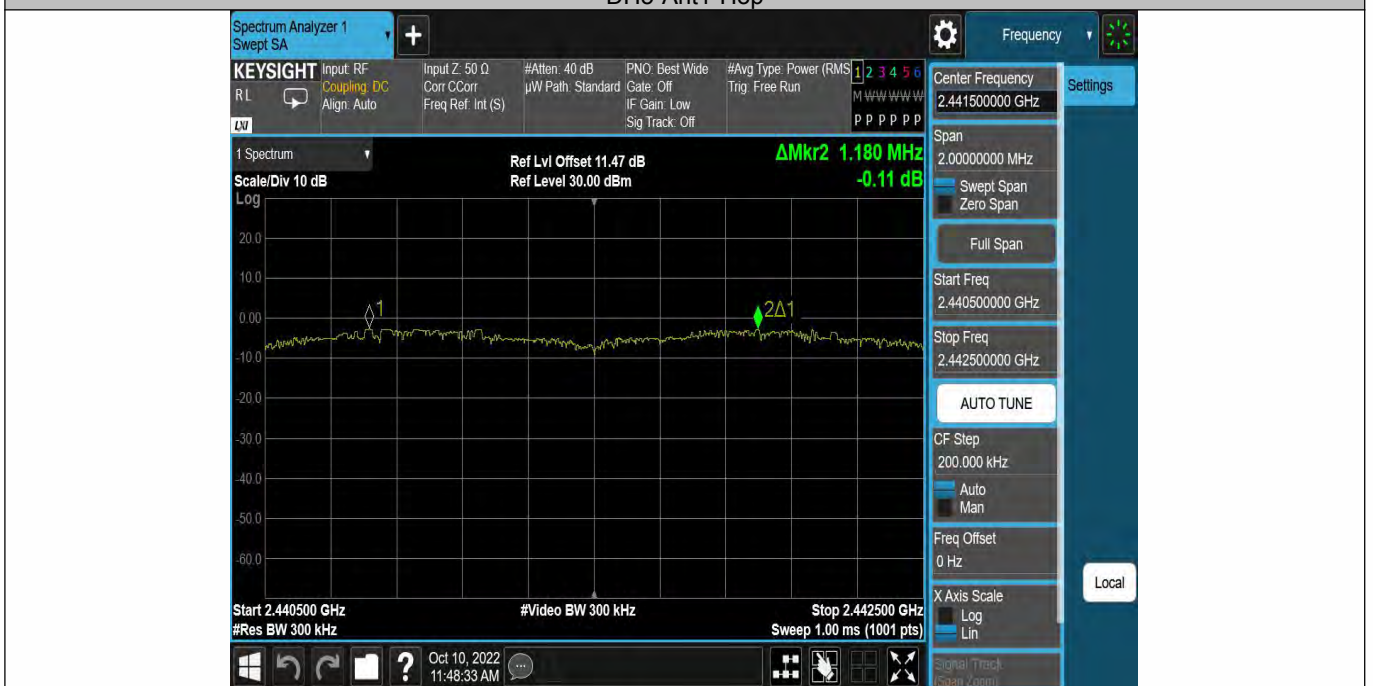 DH5-Ant1-Hop
Spectrum Analyzer 1
Swept SA
Frequency
KEYSIGHT
RL
LXI
Input: RF
Coupling: DC
Align: Auto
Input Z: 50 Ω
Corr CCorr
Freq Ref: Int (S)
#Atten: 40 dB
µW Path: Standard
PNO: Best Wide
Gate: Off
IF Gain: Low
Sig Track: Off
#Avg Type: Power (RMS
Trig: Free Run
1 2 3 4 5 6
M W W W W W
P P P P P P
1 Spectrum
Scale/Div 10 dB
Log
Ref Lvl Offset 11.47 dB
Ref Level 30.00 dBm
ΔMkr2 1.180 MHz
-0.11 dB
20.0
10.0
0.00
-10.0
-20.0
-30.0
-40.0
-50.0
-60.0
1
2Δ1
Start 2.440500 GHz
#Res BW 300 kHz
#Video BW 300 kHz
Stop 2.442500 GHz
Sweep 1.00 ms (1001 pts)
?
Oct 10, 2022
11:48:33 AM
Center Frequency
2.441500000 GHz
Settings
Span
2.00000000 MHz
Swept Span
Zero Span
Full Span
Start Freq
2.440500000 GHz
Stop Freq
2.442500000 GHz
AUTO TUNE
CF Step
200.000 kHz
Auto
Man
Freq Offset
0 Hz
X Axis Scale
Log
Lin
Local
Signal Track
(Span Zoom)